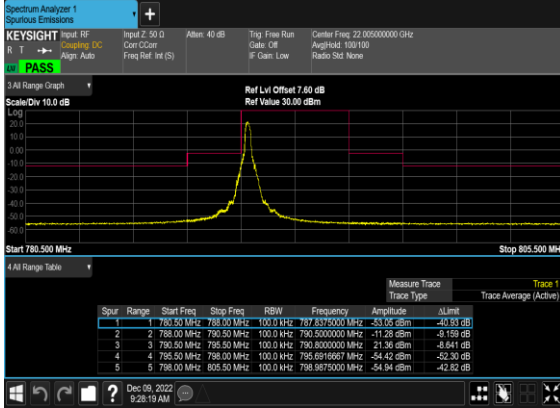 Spectrum Analyzer 1
Spurious Emissions
+
KEYSIGHT Input: RF Input Z: 50 Ω Atten: 40 dB Trig: Free Run Center Freq: 22.005000000 GHz
R T Coupling: DC Corr CCorr Gate: Off Avg|Hold: 100/100
Align: Auto Freq Ref: Int (S) IF Gain: Low Radio Std: None
LXI PASS
3.All Range Graph
Scale/Div 10.0 dB
Ref Lvl Offset 7.60 dB
Ref Value 30.00 dBm
Log
20.0
10.0
0.00
-10.0
-20.0
-30.0
-40.0
-50.0
-60.0
Start 780.500 MHz Stop 805.500 MH
4.All Range Table
Measure Trace Trace 1
Trace Type Trace Average (Active)
Spur Range Start Freq Stop Freq RBW Frequency Amplitude ΔLimit
1 1 780.50 MHz 788.00 MHz 100.0 kHz 787.8375000 MHz -53.05 dBm -40.93 dB
2 2 788.00 MHz 790.50 MHz 100.0 kHz 790.5000000 MHz -11.28 dBm -9.159 dB
3 3 790.50 MHz 795.50 MHz 100.0 kHz 790.8000000 MHz 21.36 dBm -8.641 dB
4 4 795.50 MHz 798.00 MHz 100.0 kHz 795.6916667 MHz -54.42 dBm -52.30 dB
5 5 798.00 MHz 805.50 MHz 100.0 kHz 798.9875000 MHz -54.94 dBm -42.82 dB
?
Dec 09, 2022
9:28:19 AM